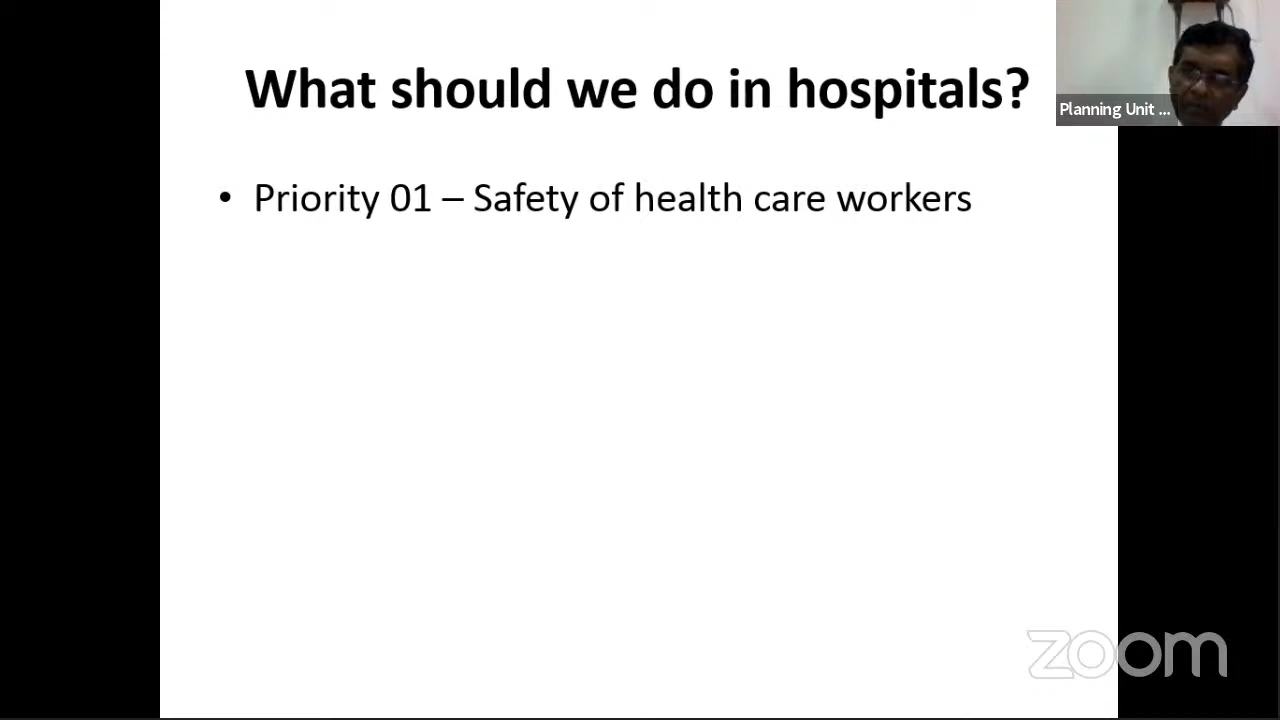 What should we do in hospitals?
Planning Unit ...
• Priority 01 – Safety of health care workers
zoom